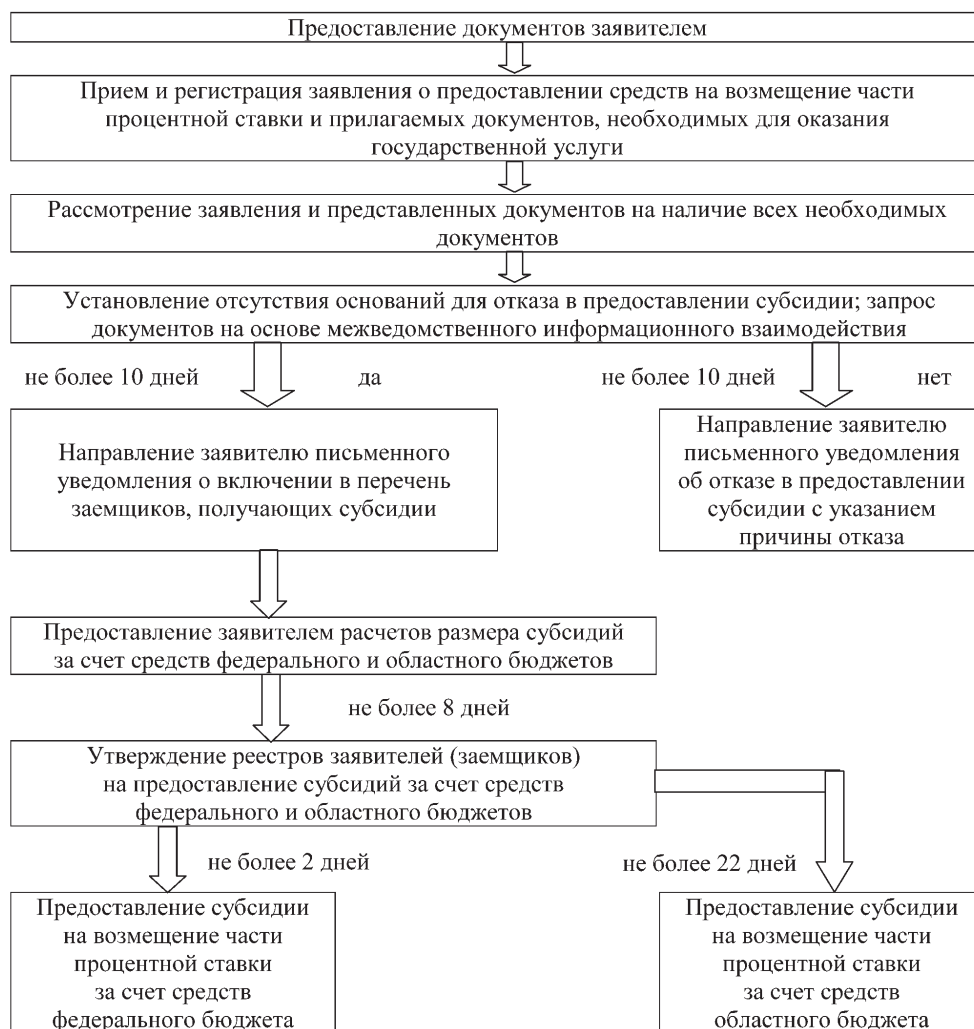 Предоставление документов заявителем
Прием и регистрация заявления о предоставлении средств на возмещение части
процентной ставки и прилагаемых документов, необходимых для оказания
государственной услуги
Рассмотрение заявления и представленных документов на наличие всех необходимых
документов
Установление отсутствия оснований для отказа в предоставлении субсидии; запрос
документов на основе межведомственного информационного взаимодействия
не более 10 дней
да
не более 10 дней
нет
Направление заявителю письменного
уведомления о включении в перечень
заемщиков, получающих субсидии
Направление заявителю
письменного уведомления
об отказе в предоставлении
субсидии с указанием
причины отказа
Предоставление заявителем расчетов размера субсидий
за счет средств федерального и областного бюджетов
не более 8 дней
Утверждение реестров заявителей (заемщиков)
на предоставление субсидий за счет средств
федерального и областного бюджетов
не более 2 дней
не более 22 дней
Предоставление субсидии
на возмещение части
процентной ставки
за счет средств
федерального бюджета
Предоставление субсидии
на возмещение части
процентной ставки
за счет средств
областного бюджета